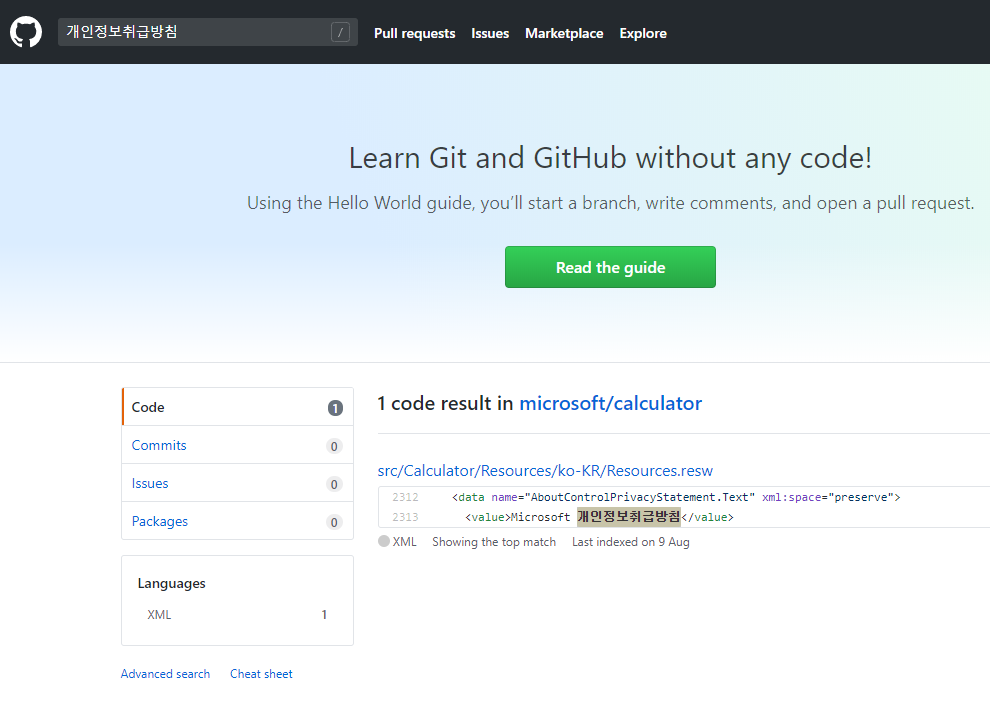 개인정보취급방침 / Pull requests Issues Marketplace Explore
Learn Git and GitHub without any code!
Using the Hello World guide, you’ll start a branch, write comments, and open a pull request.
Read the guide
Code 1
Commits 0
Issues 0
Packages 0
Languages
XML 1
Advanced search Cheat sheet
1 code result in microsoft/calculator
src/Calculator/Resources/ko-KR/Resources.resw
2312 <data name="AboutControlPrivacyStatement.Text" xml:space="preserve">
2313 <value>Microsoft 개인정보취급방침</value>
XML Showing the top match Last indexed on 9 Aug